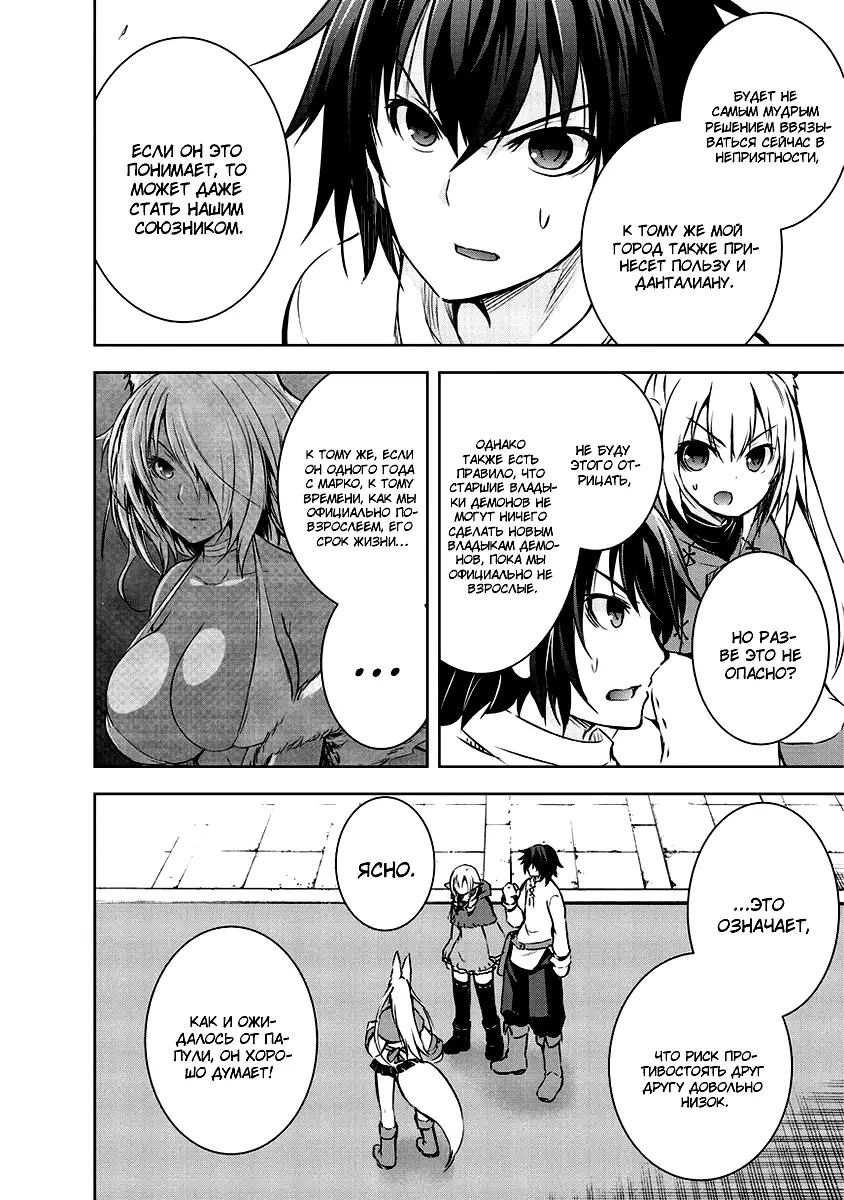 БУДЕТ НЕ
САМЫМ МУДРЫМ
РЕШЕНИЕМ ВВЯЗЫ-
ВАТЬСЯ СЕЙЧАС В
НЕПРИЯТНОСТИ,
К ТОМУ ЖЕ МОЙ
ГОРОД ТАКЖЕ ПРИ-
НЕСЕТ ПОЛЬЗУ И
ДАНТАЛИАНУ.
ЕСЛИ ОН ЭТО
ПОНИМАЕТ, ТО
МОЖЕТ ДАЖЕ
СТАТЬ НАШИМ
СОЮЗНИКОМ.
НО РАЗ-
ВЕ ЭТО НЕ
ОПАСНО?
НЕ БУДУ
ЭТОГО ОТ-
РИЦАТЬ,
ОДНАКО
ТАКЖЕ ЕСТЬ
ПРАВИЛО, ЧТО
СТАРШИЕ ВЛАДЫ-
КИ ДЕМОНОВ НЕ
МОГУТ НИЧЕГО
СДЕЛАТЬ НОВЫМ
ВЛАДЫКАМ ДЕМО-
НОВ, ПОКА МЫ
ОФИЦИАЛЬНО НЕ
ВЗРОСЛЫЕ.
К ТОМУ ЖЕ, ЕСЛИ
ОН ОДНОГО ГОДА
С МАРКО, К ТОМУ
ВРЕМЕНИ, КАК МЫ
ОФИЦИАЛЬНО ПО-
ВЗРОСЛЕЕМ, ЕГО
СРОК ЖИЗНИ...
...
...ЭТО
ОЗНАЧАЕТ,
ЧТО РИСК ПРО-
ТИВОСТОЯТЬ ДРУГ
ДРУГУ ДОВОЛЬНО
НИЗОК.
ЯСНО.
КАК И ОЖИ-
ДАЛОСЬ ОТ ПА-
ПУЛИ, ОН ХОРО-
ШО ДУМАЕТ!